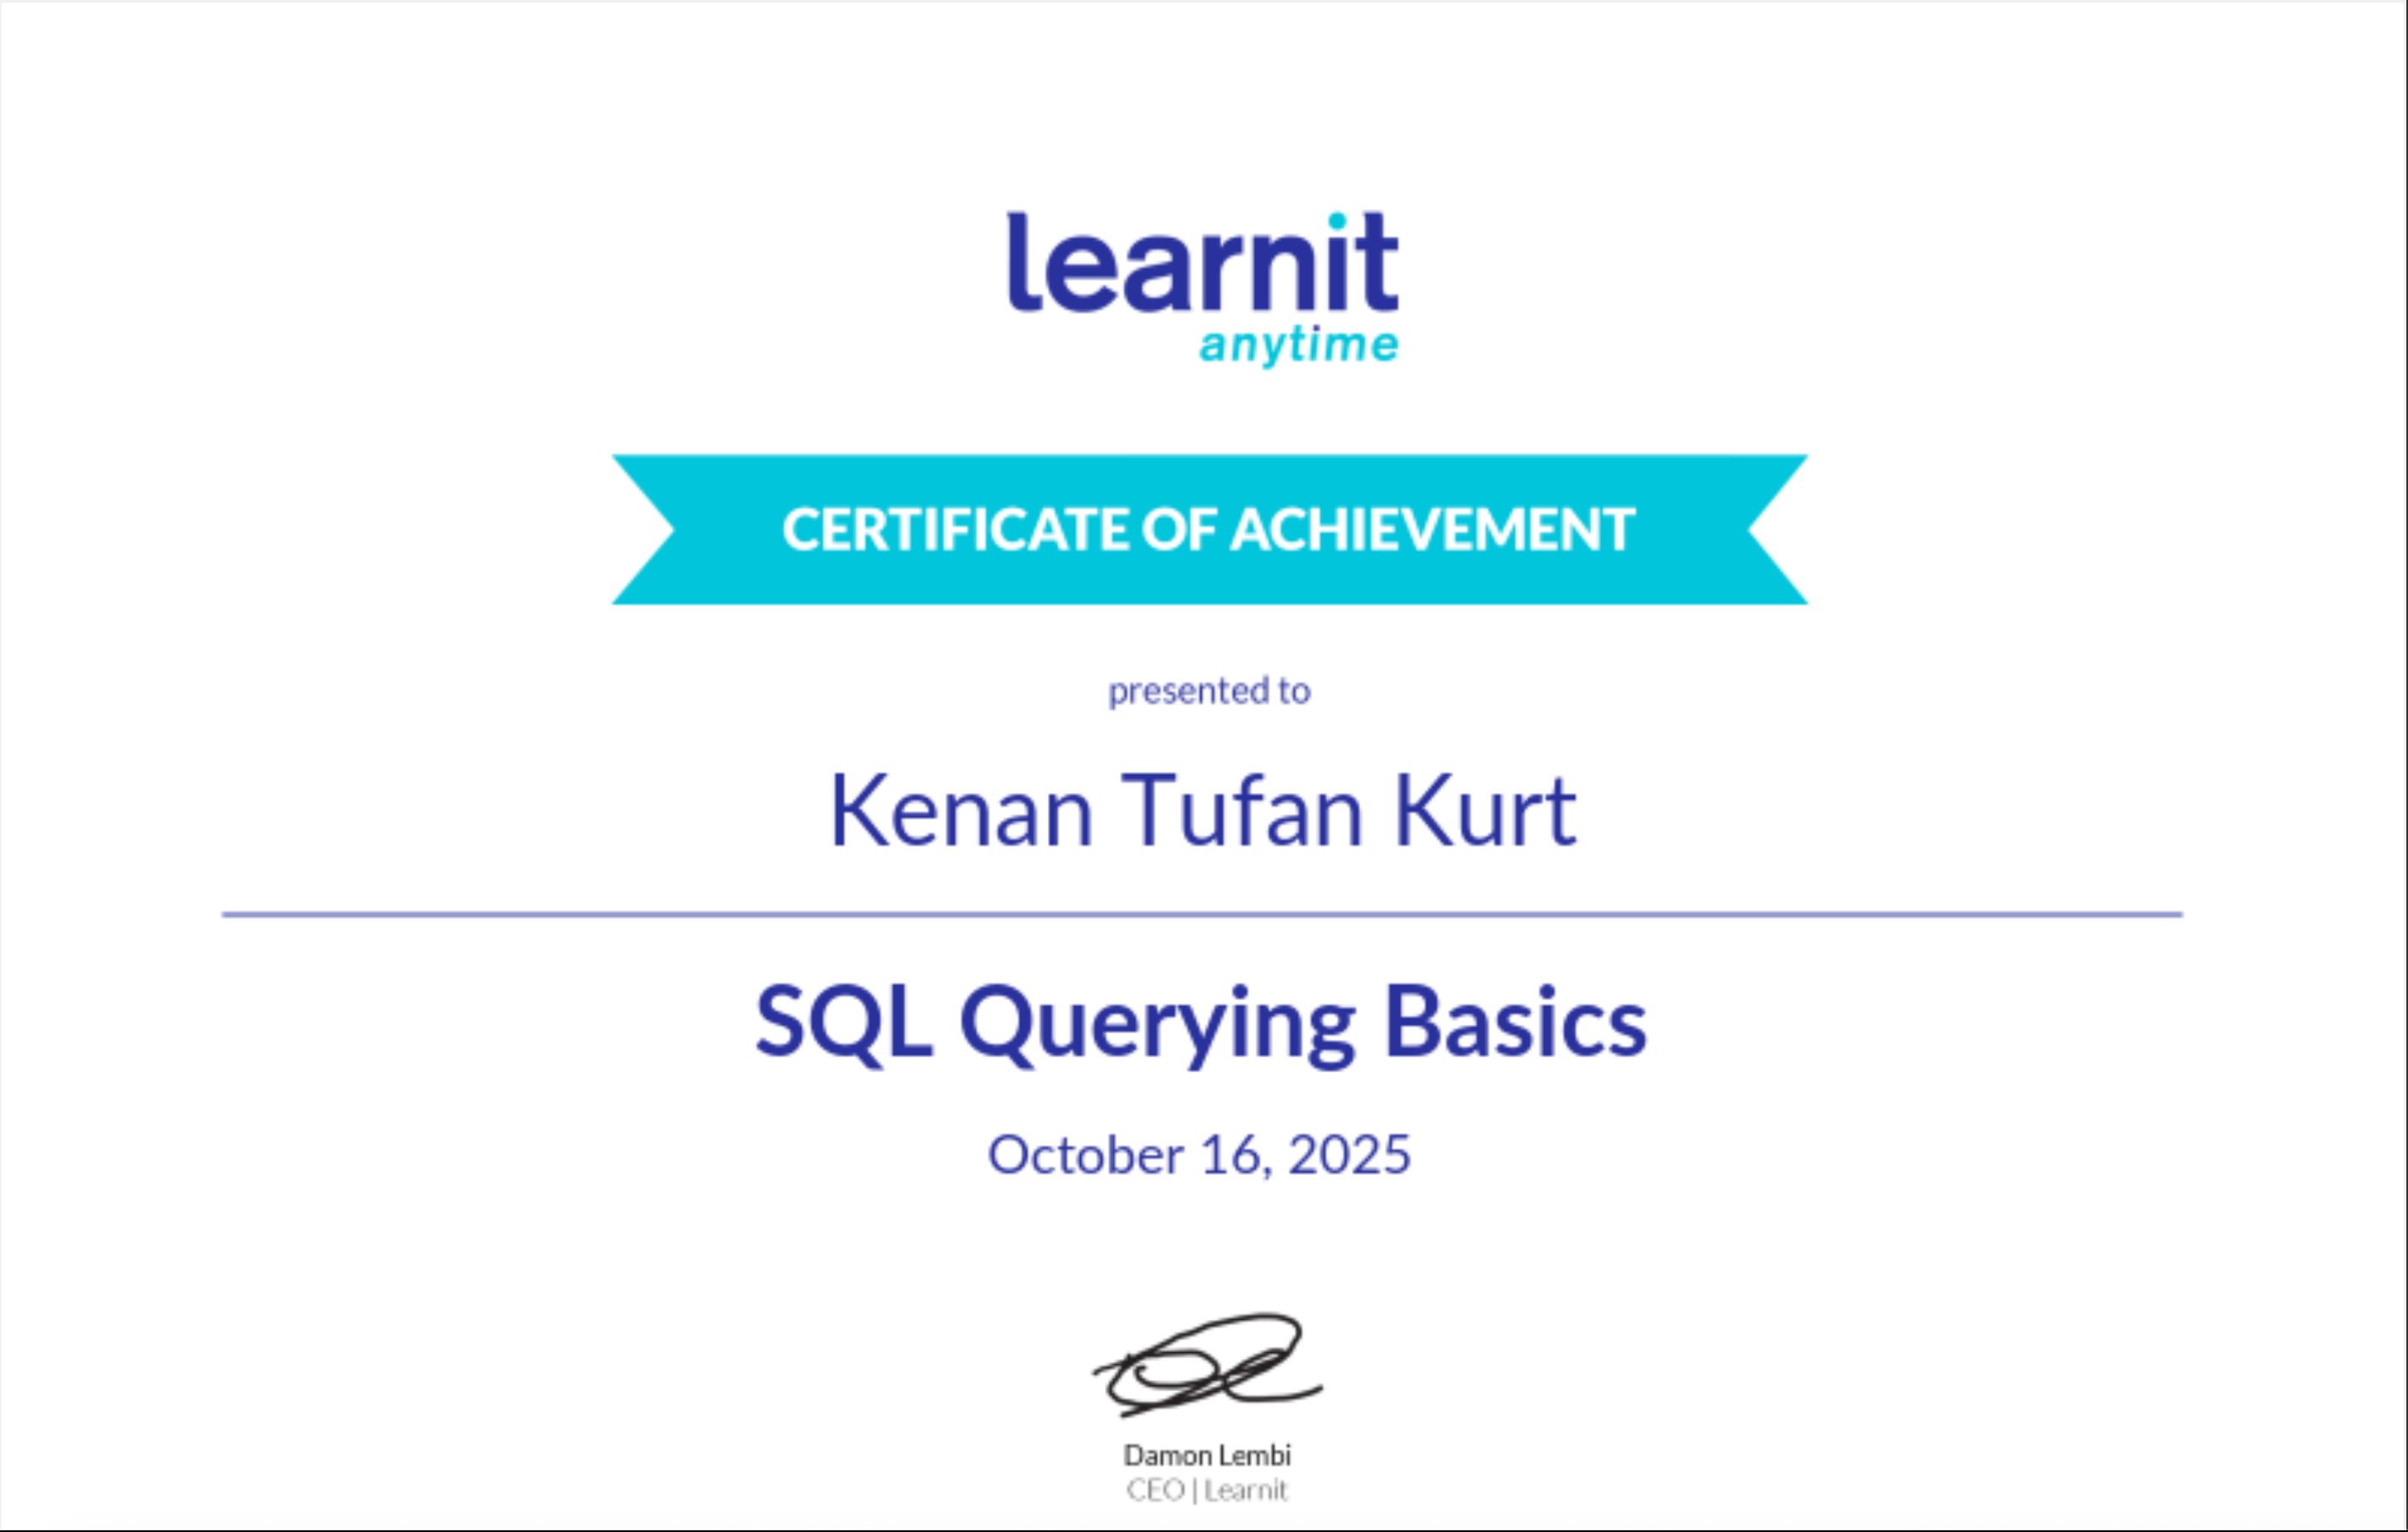 learnit
anytime
CERTIFICATE OF ACHIEVEMENT
presented to
Kenan Tufan Kurt
SQL Querying Basics
October 16, 2025
Damon Lembi
CEO | Learnit